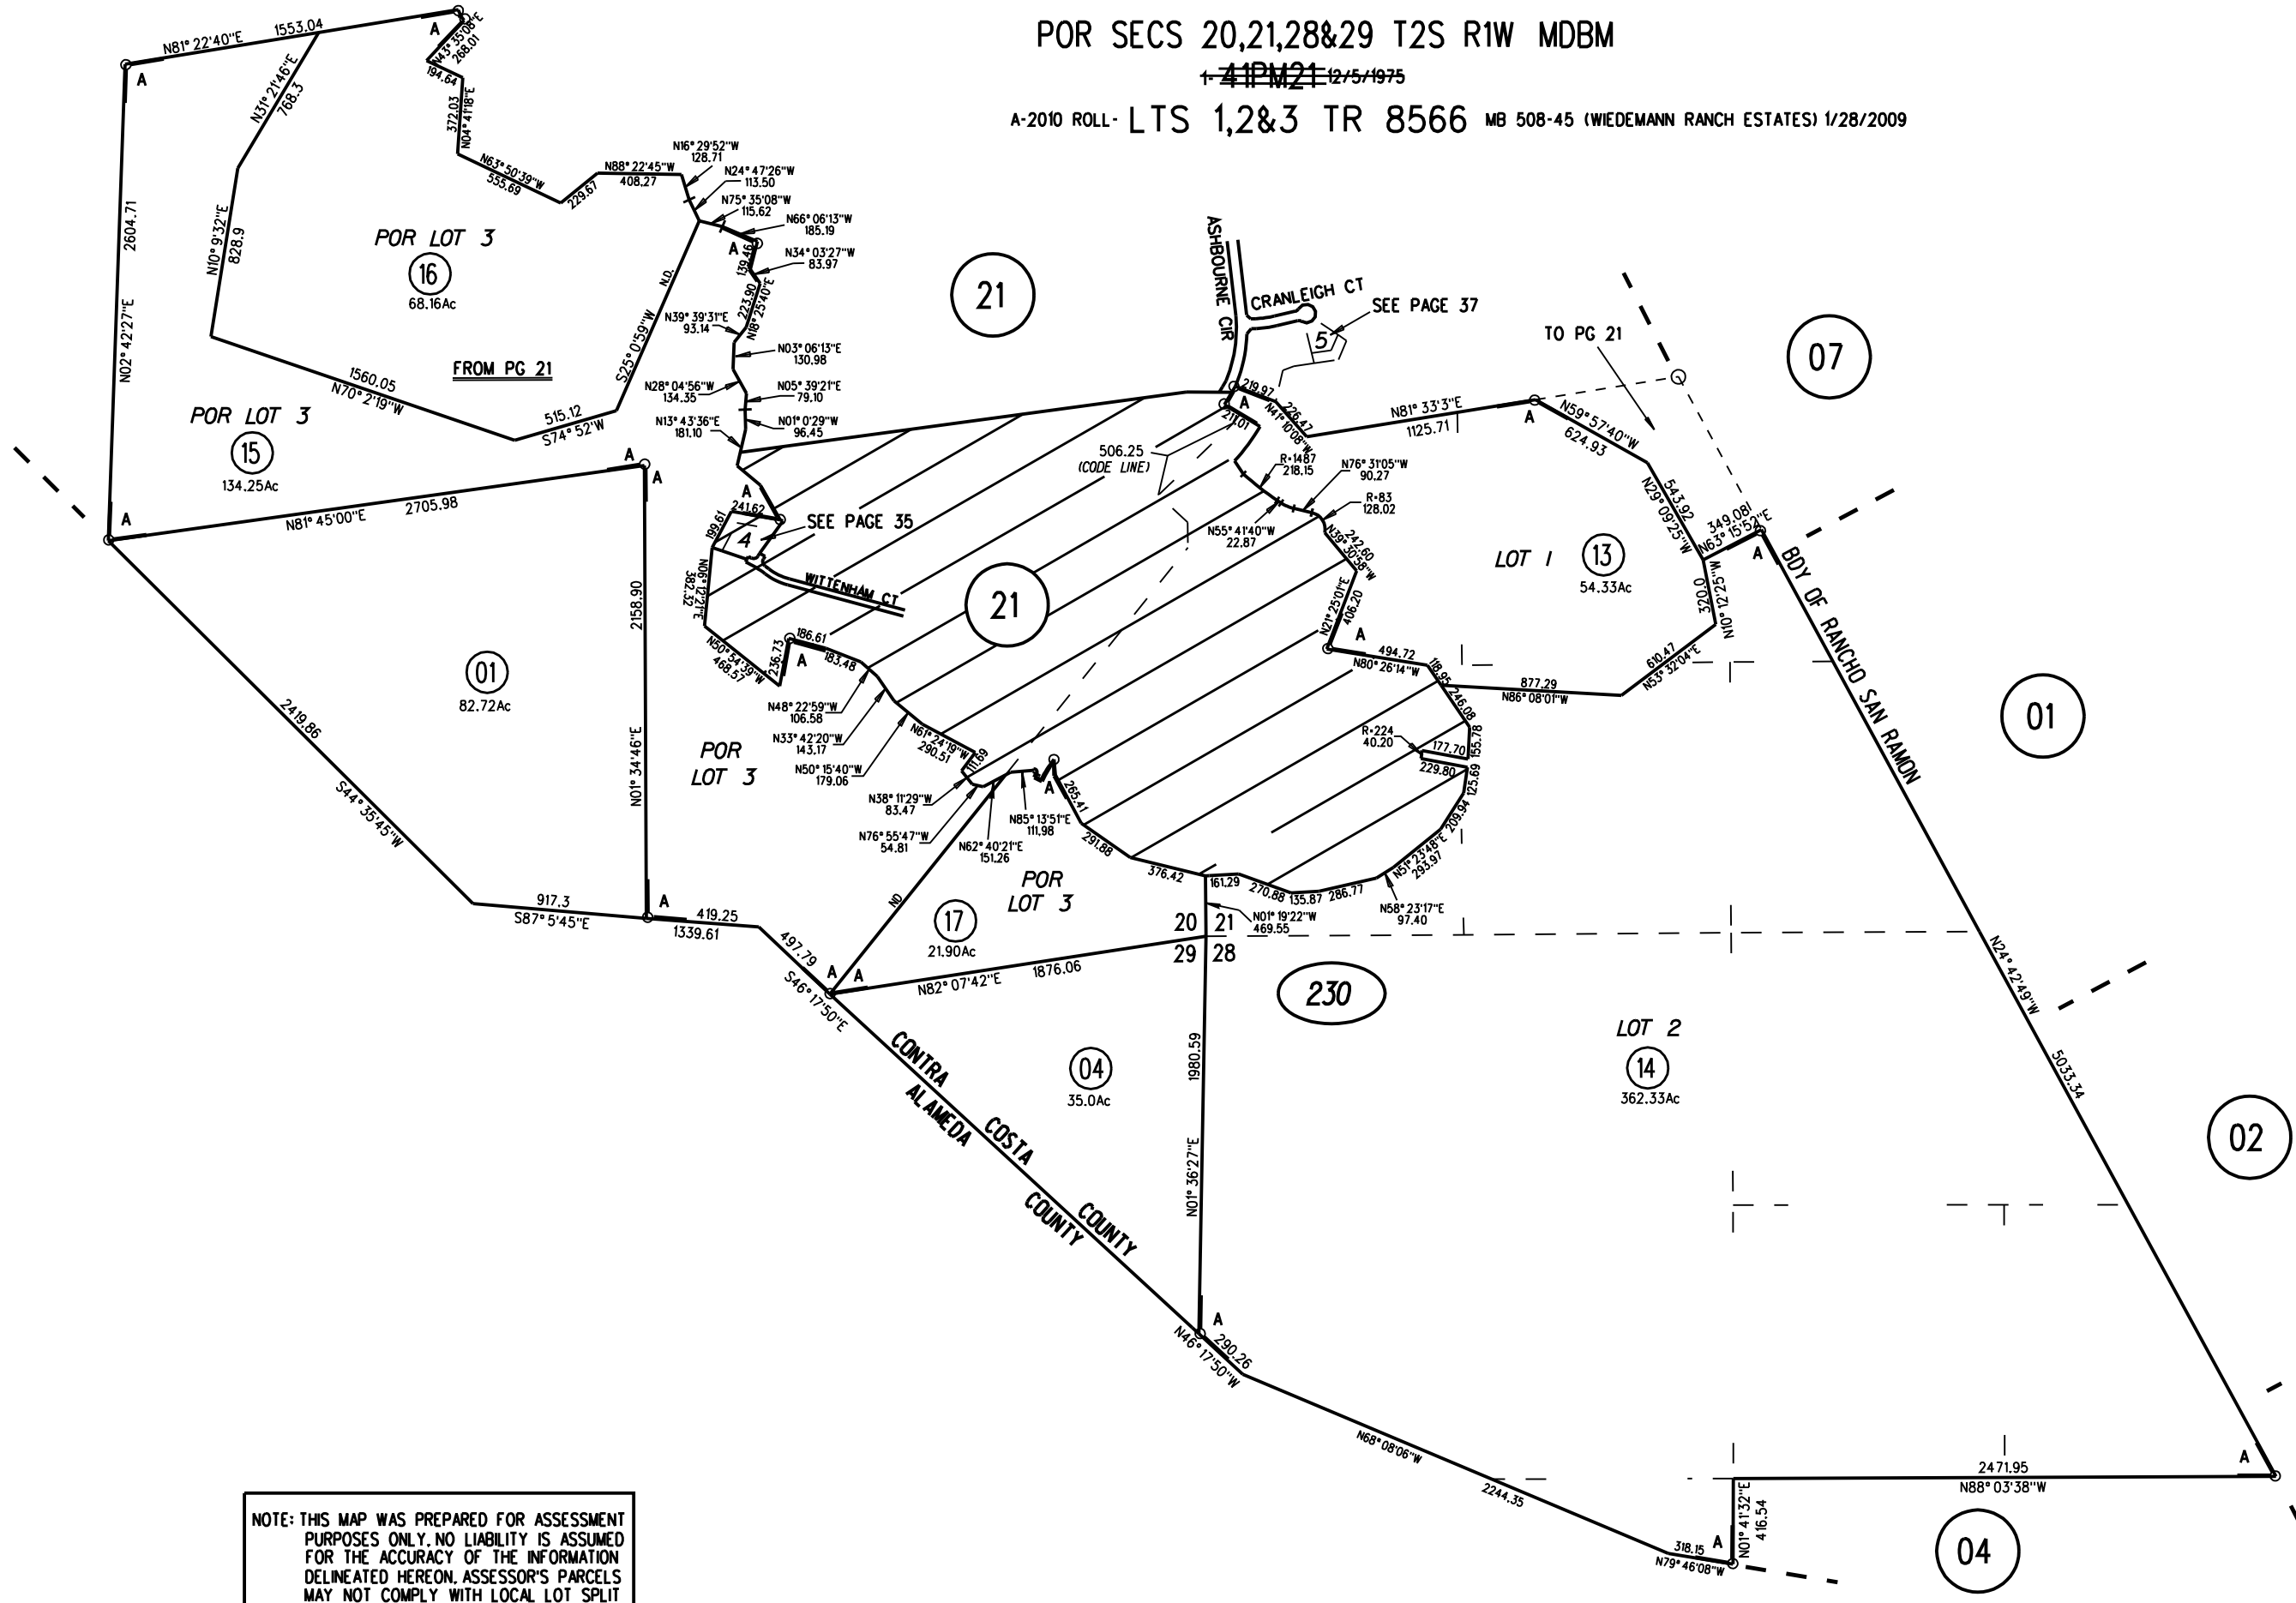 POR SECS 20,21,28&29 T2S R1W MDBM
1- 41PM21 12/5/1975
A-2010 ROLL- LTS 1,2&3 TR 8566 MB 508-45 (WIEDEMANN RANCH ESTATES) 1/28/2009
N81°22'40"E 1553.04
A
A
N43°35'08"E
268.01
194.64
372.03
N04°41'18"E
N31°21'46"E
768.3
N63°50'39"W
555.69
229.67
N88°22'45"W
408.27
N16°29'52"W
128.71
N24°47'26"W
113.50
N75°35'08"W
115.62
N66°06'13"W
185.19
A
139.46
N34°03'27"W
83.97
223.90
N18°25'40"E
N39°39'31"E
93.14
N03°06'13"E
130.98
N28°04'56"W
134.35
N05°39'21"E
79.10
N13°43'36"E
181.10
N01°0'29"W
96.45
2604.71
N02°42'27"E
N10°9'32"E
828.9
POR LOT 3
16
68.16Ac
N.D.
S25°0'59"W
FROM PG 21
1560.05
N70°2'19"W
515.12
S74°52'W
POR LOT 3
15
134.25Ac
A
N81°45'00"E 2705.98
A
A
21
ASHBOURNE CIR
CRANLEIGH CT
SEE PAGE 37
5
TO PG 21
07
219.97
A
211.01
226.47
N41°10'08"W
N81°33'3"E
1125.71
A
N59°57'40"W
624.93
543.92
N29°09'25"W
349.08
N63°15'52"E
A
BDY OF RANCHO SAN RAMON
506.25
(CODE LINE)
R=1487
218.15
N76°31'05"W
90.27
R=83
128.02
N55°41'40"W
22.87
242.60
N39°30'58"W
LOT 1
13
54.33Ac
320.0
N10°12'25"W
610.47
N53°32'04"E
N21°25'01"E
406.20
A
494.72
N80°26'14"W
118.95
246.08
877.29
N86°08'01"W
A
241.62
199.61
4
SEE PAGE 35
WITTENHAM CT
N06°12'21"E
382.32
21
N50°54'39"W
468.57
236.73
186.61
A
183.48
N48°22'59"W
106.58
N33°42'20"W
143.17
N50°15'40"W
179.06
N61°24'19"W
290.51
111.69
N38°11'29"W
83.47
N76°55'47"W
54.81
N62°40'21"E
151.26
N85°13'51"E
111.98
A
265.41
291.88
376.42
161.29
270.88
135.87
286.77
N58°23'17"E
97.40
N51°23'48"E
293.97
209.94
125.69
R=224
40.20
177.70
229.80
155.78
01
82.72Ac
2158.90
N01°34'46"E
2419.86
S44°35'45"W
917.3
S87°5'45"E
A
419.25
1339.61
497.79
S46°17'50"E
POR
LOT 3
POR
LOT 3
ND
17
21.90Ac
A
A
N82°07'42"E 1876.06
20 21
29 28
N01°19'22"W
469.55
230
01
LOT 2
14
362.33Ac
N24°42'49"W
5033.34
02
CONTRA COSTA COUNTY
ALAMEDA COUNTY
04
35.0Ac
1980.59
N01°36'27"E
A
290.26
N46°17'50"W
N68°08'06"W
2244.35
318.15
N79°46'08"W
A
N01°41'32"E
416.54
2471.95
N88°03'38"W
A
04
NOTE: THIS MAP WAS PREPARED FOR ASSESSMENT
PURPOSES ONLY. NO LIABILITY IS ASSUMED
FOR THE ACCURACY OF THE INFORMATION
DELINEATED HEREON. ASSESSOR'S PARCELS
MAY NOT COMPLY WITH LOCAL LOT SPLIT